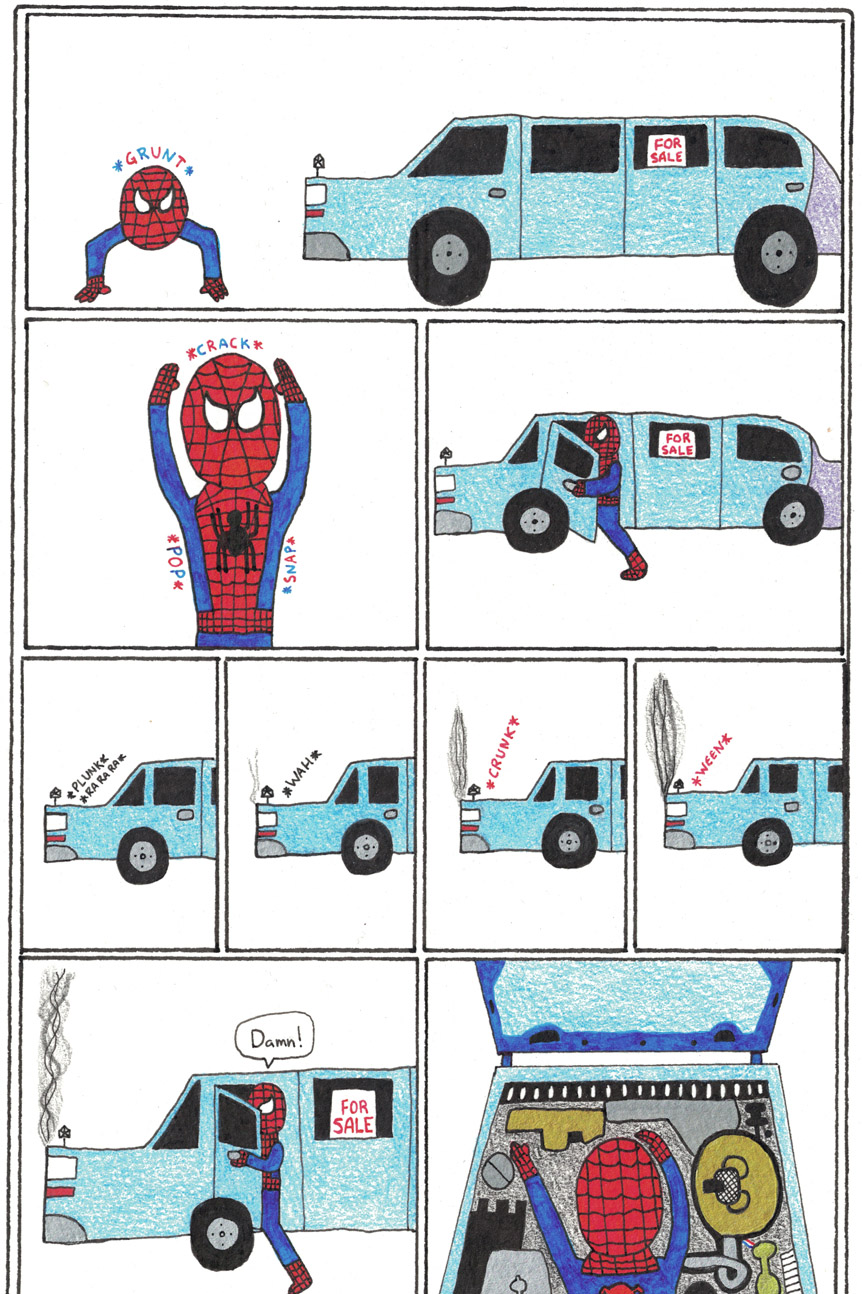 *GRUNT*
FOR
SALE
*CRACK*
*POP*
*SNAP*
FOR
SALE
*PLUNK*
*RA RA RA*
*WAH*
*CRUNK*
*WEEN*
Damn!
FOR
SALE